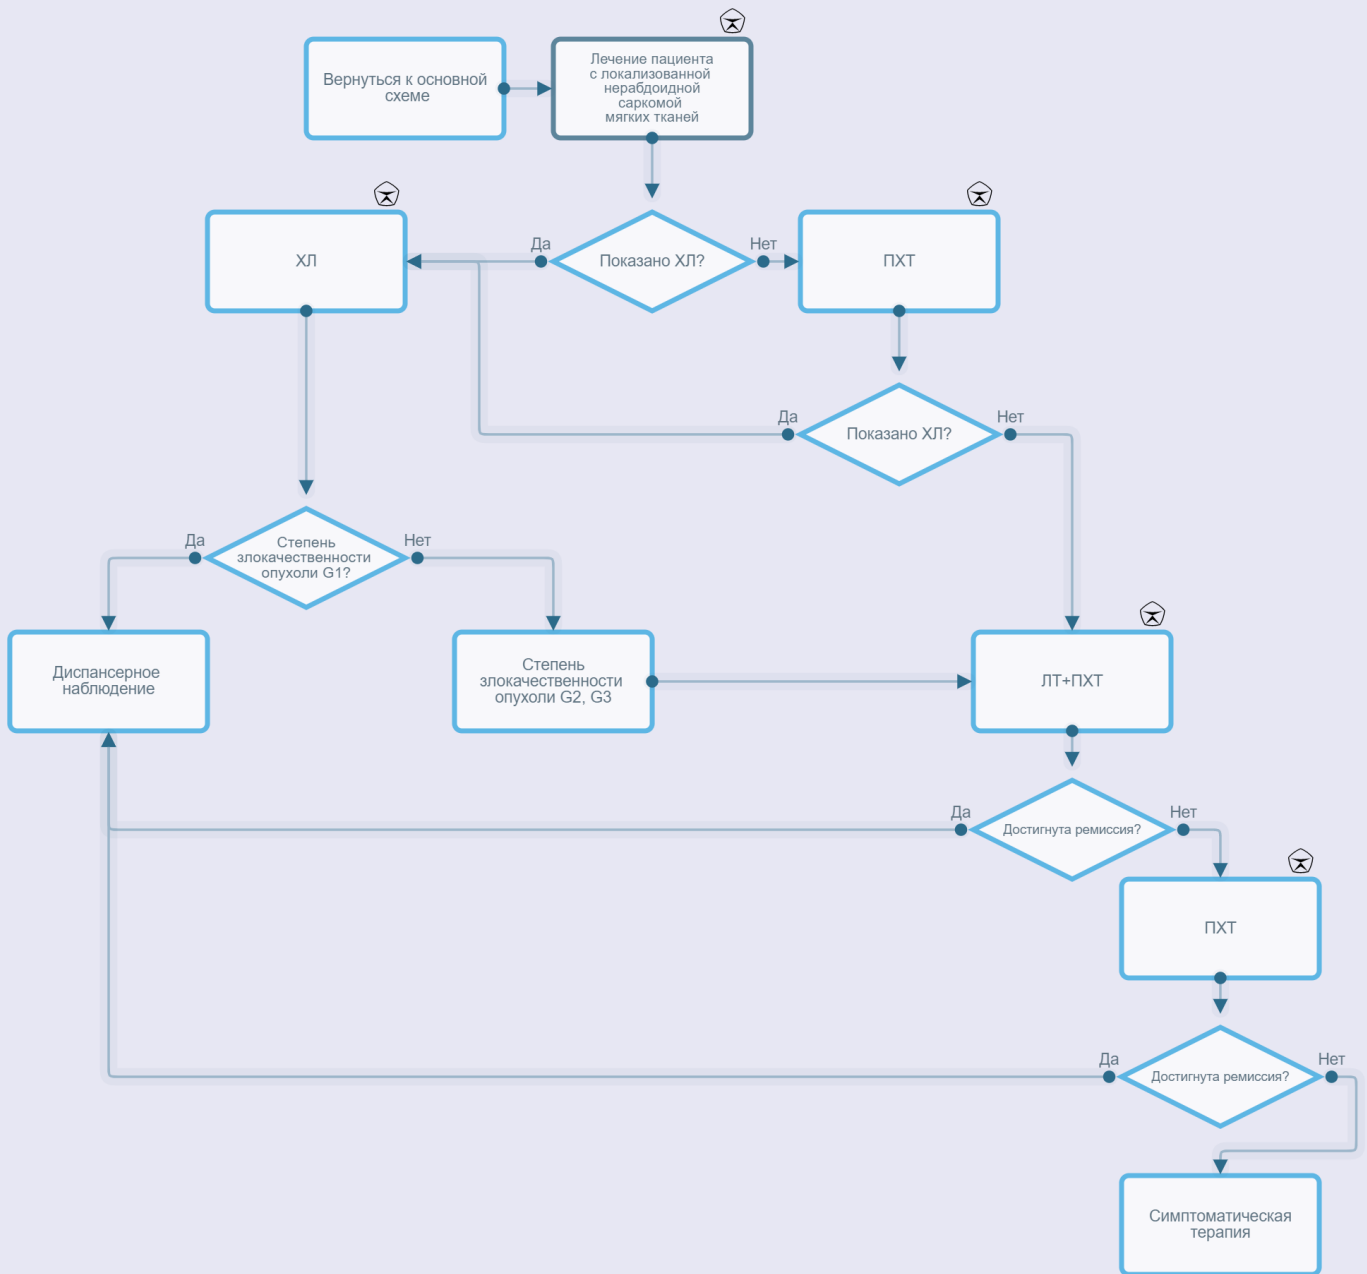 Вернуться к основной
схеме
Лечение пациента
с локализованной
нерабдоидной
саркомой
мягких тканей
ХЛ
Да
Показано ХЛ?
Нет
ПХТ
Да
Показано ХЛ?
Нет
Да
Степень
злокачественности
опухоли G1?
Нет
Диспансерное
наблюдение
Степень
злокачественности
опухоли G2, G3
ЛТ+ПХТ
Да
Достигнута ремиссия?
Нет
ПХТ
Да
Достигнута ремиссия?
Нет
Симптоматическая
терапия